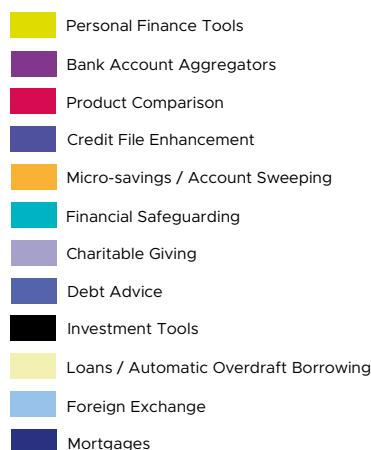 Personal Finance Tools
Bank Account Aggregators
Product Comparison
Credit File Enhancement
Micro-savings / Account Sweeping
Financial Safeguarding
Charitable Giving
Debt Advice
Investment Tools
Loans / Automatic Overdraft Borrowing
Foreign Exchange
Mortgages